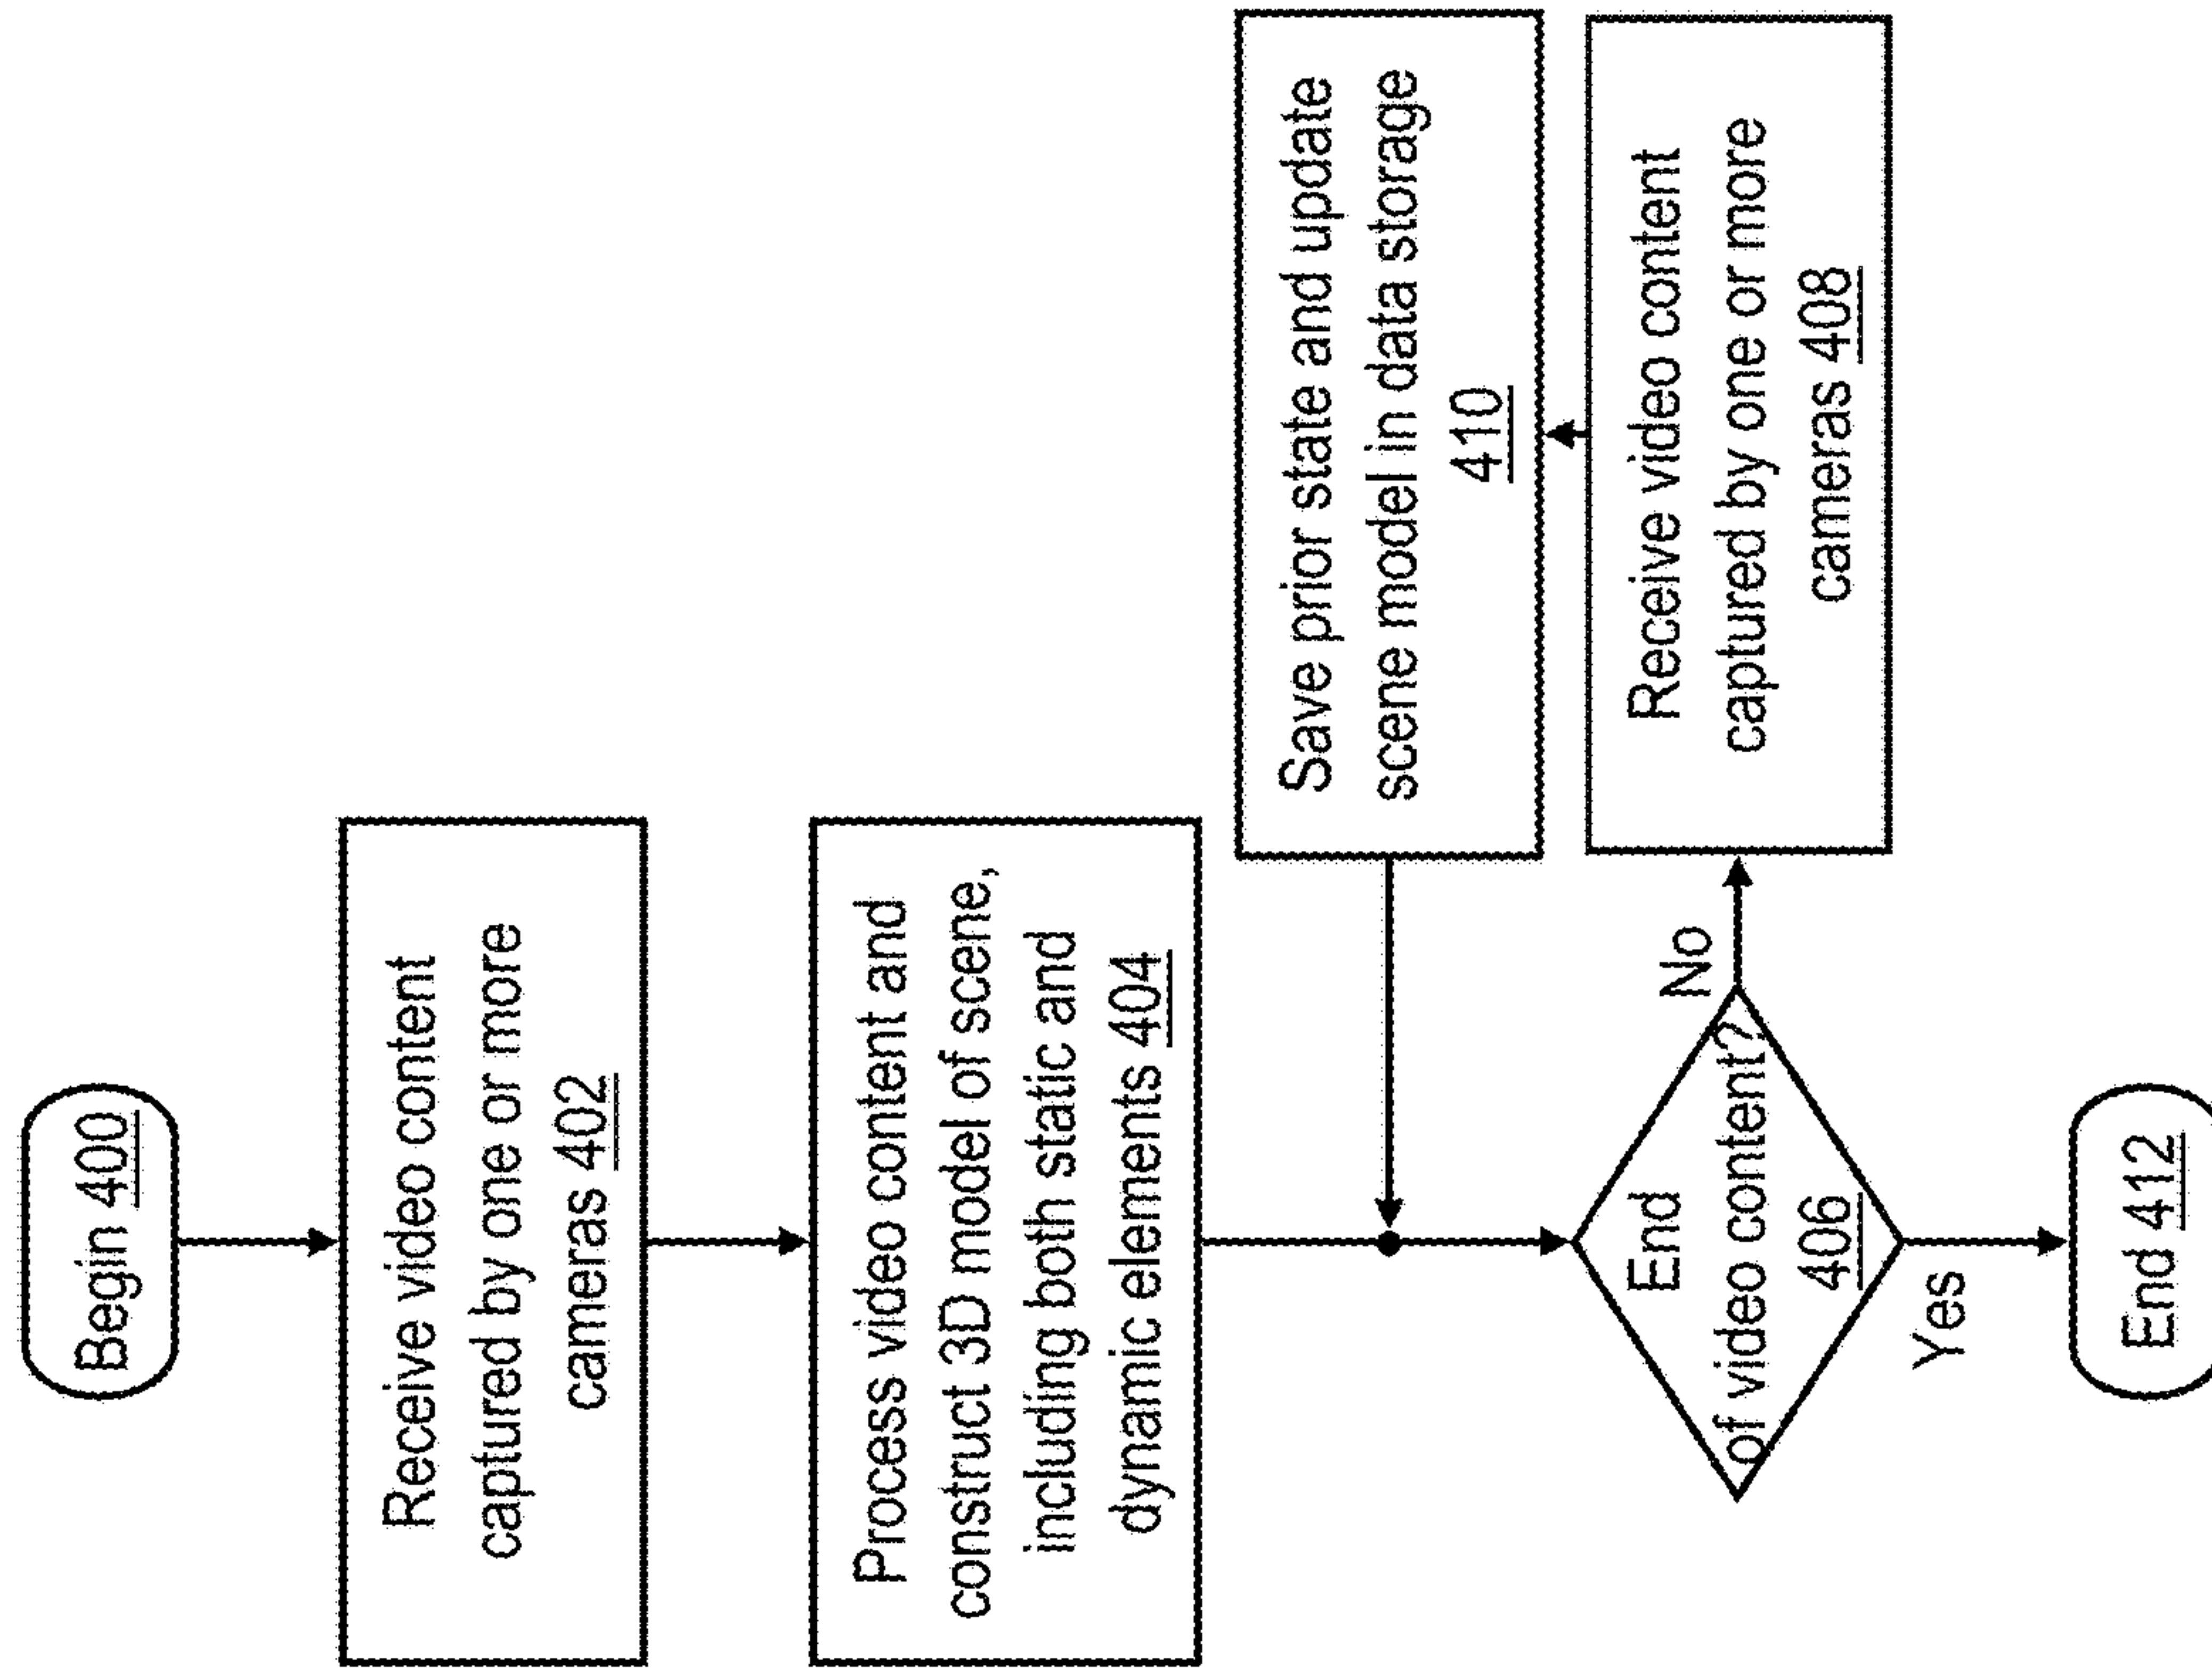 Begin 400
Receive video content
captured by one or more
cameras 402
Process video content and
construct 3D model of scene,
including both static and
dynamic elements 404
End
of video content?
406
No
Receive video content
captured by one or more
cameras 408
Save prior state and update
scene model in data storage
410
Yes
End 412